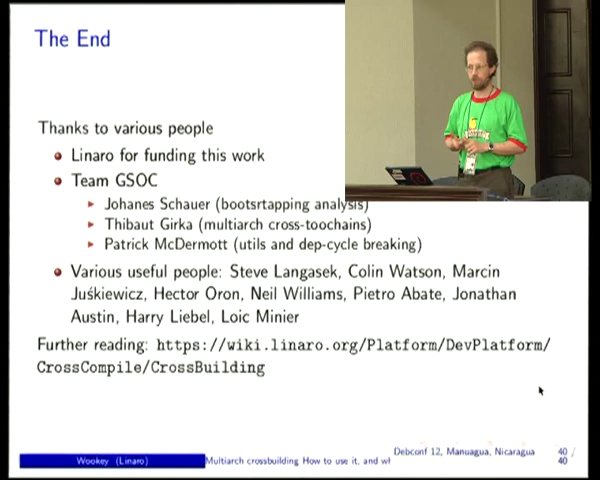 The End
Thanks to various people
Linaro for funding this work
Team GSOC
Johanes Schauer (bootsrtapping analysis)
Thibaut Girka (multiarch cross-toochains)
Patrick McDermott (utils and dep-cycle breaking)
Various useful people: Steve Langasek, Colin Watson, Marcin
Juśkiewicz, Hector Oron, Neil Williams, Pietro Abate, Jonathan
Austin, Harry Liebel, Loic Minier
Further reading: https://wiki.linaro.org/Platform/DevPlatform/
CrossCompile/CrossBuilding
Wookey (Linaro)
Multiarch crossbuilding How to use it, and wh
Debconf 12, Manuagua, Nicaragua
40 /
40